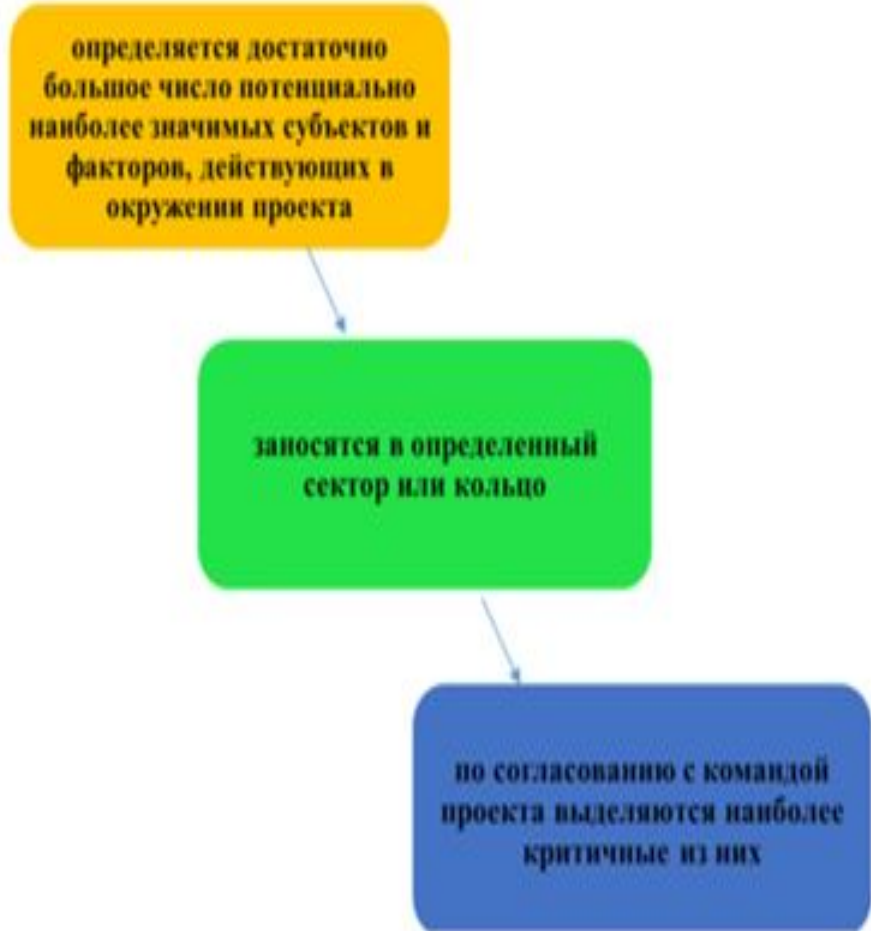 определяется достаточно
большое число потенциально
наиболее значимых субъектов и
факторов, действующих в
окружении проекта
заносятся в определенный
сектор или кольцо
по согласованию с командой
проекта выделяются наиболее
критичные из них